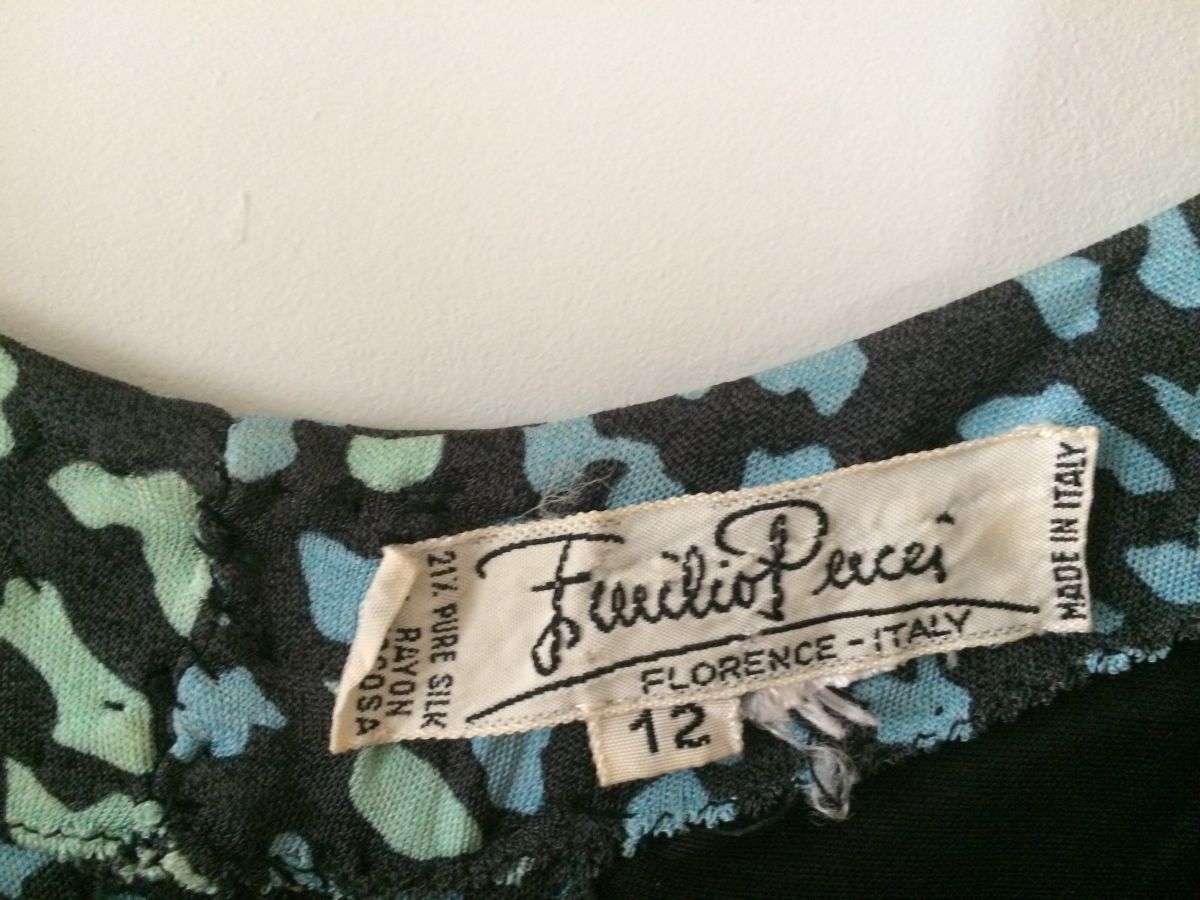 Emilio Pucci
FLORENCE - ITALY
MADE IN ITALY
21% PURE SILK
RAYON
12